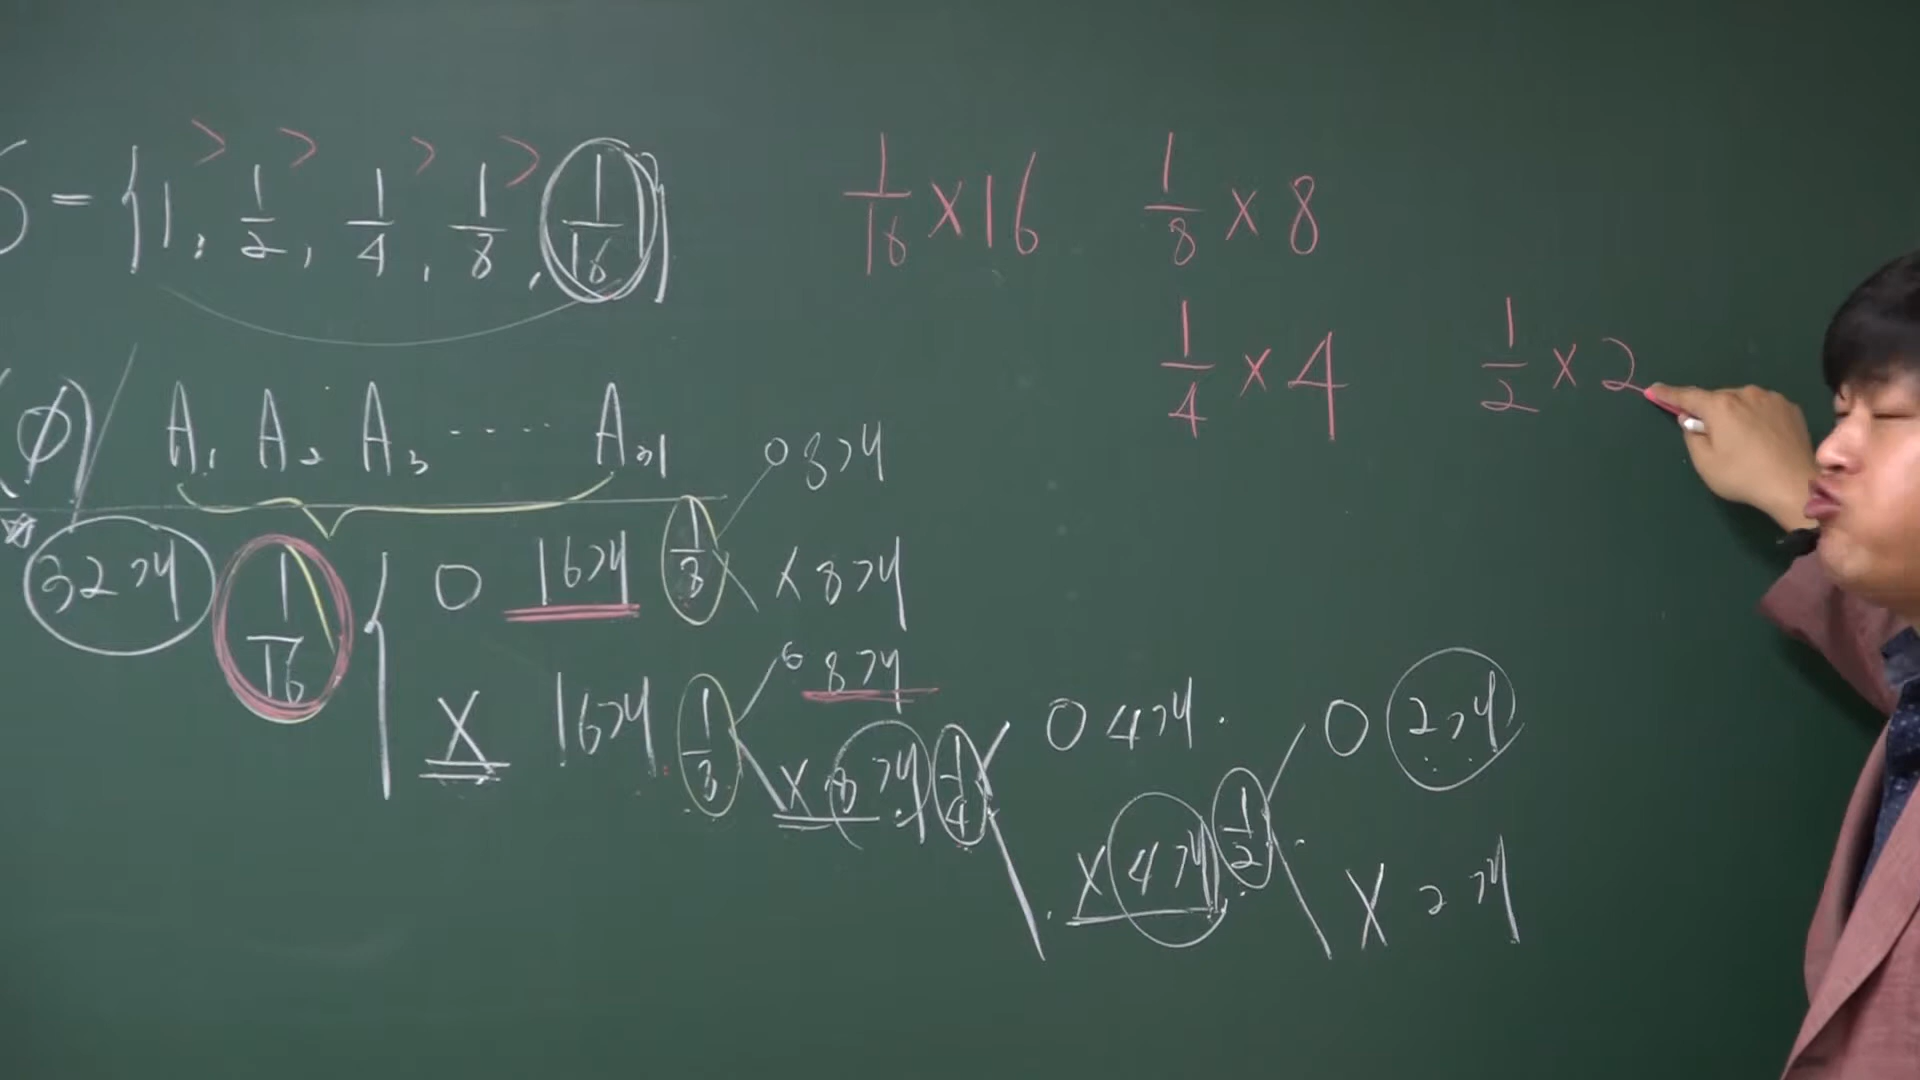 S = {1, 1/2, 1/4, 1/8, 1/16}
> > > >
1/16 × 16
1/8 × 8
1/4 × 4
1/2 × 2
(∅) / A₁ A₂ A₃ ····· A₃₁
32개
1/16 { O 16개 1/8 O 8개
× 8개
× 16개 1/8 O 8개
× 8개 1/4 O 4개
× 4개 1/2 O 2개
× 2개